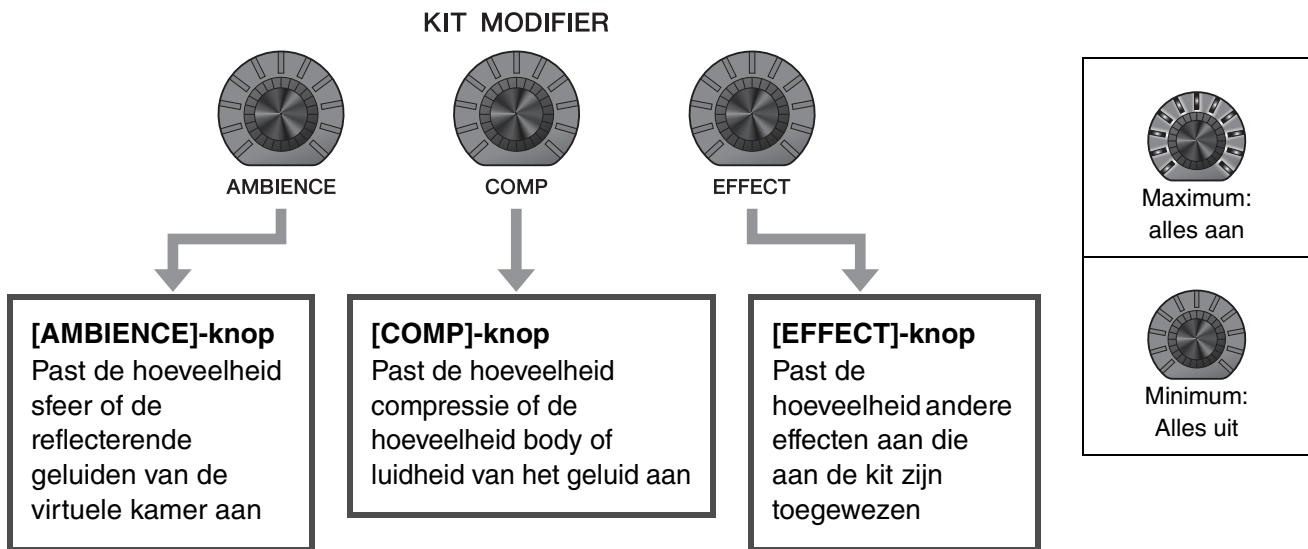 KIT MODIFIER
AMBIENCE
COMP
EFFECT
[AMBIENCE]-knop
Past de hoeveelheid
sfeer of de
reflecterende
geluiden van de
virtuele kamer aan
[COMP]-knop
Past de hoeveelheid
compressie of de
hoeveelheid body of
luidheid van het geluid aan
[EFFECT]-knop
Past de
hoeveelheid andere
effecten aan die
aan de kit zijn
toegewezen
Maximum:
alles aan
Minimum:
Alles uit